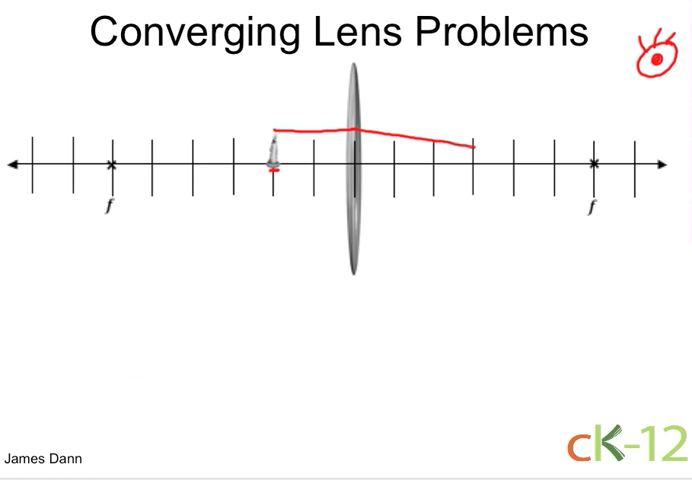 Converging Lens Problems
f
f
James Dann
cK-12